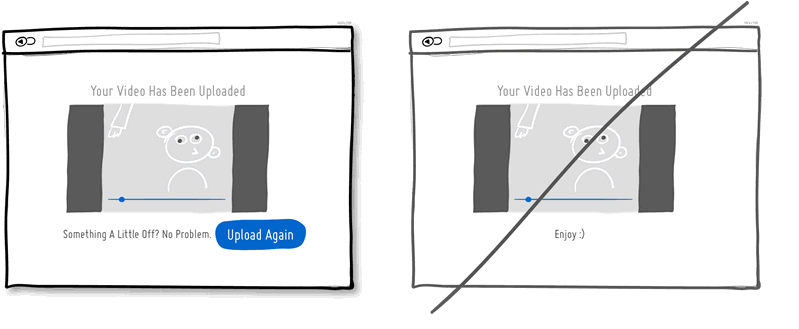 Your Video Has Been Uploaded
Something A Little Off? No Problem.
Upload Again
Your Video Has Been Uploaded
Enjoy :)